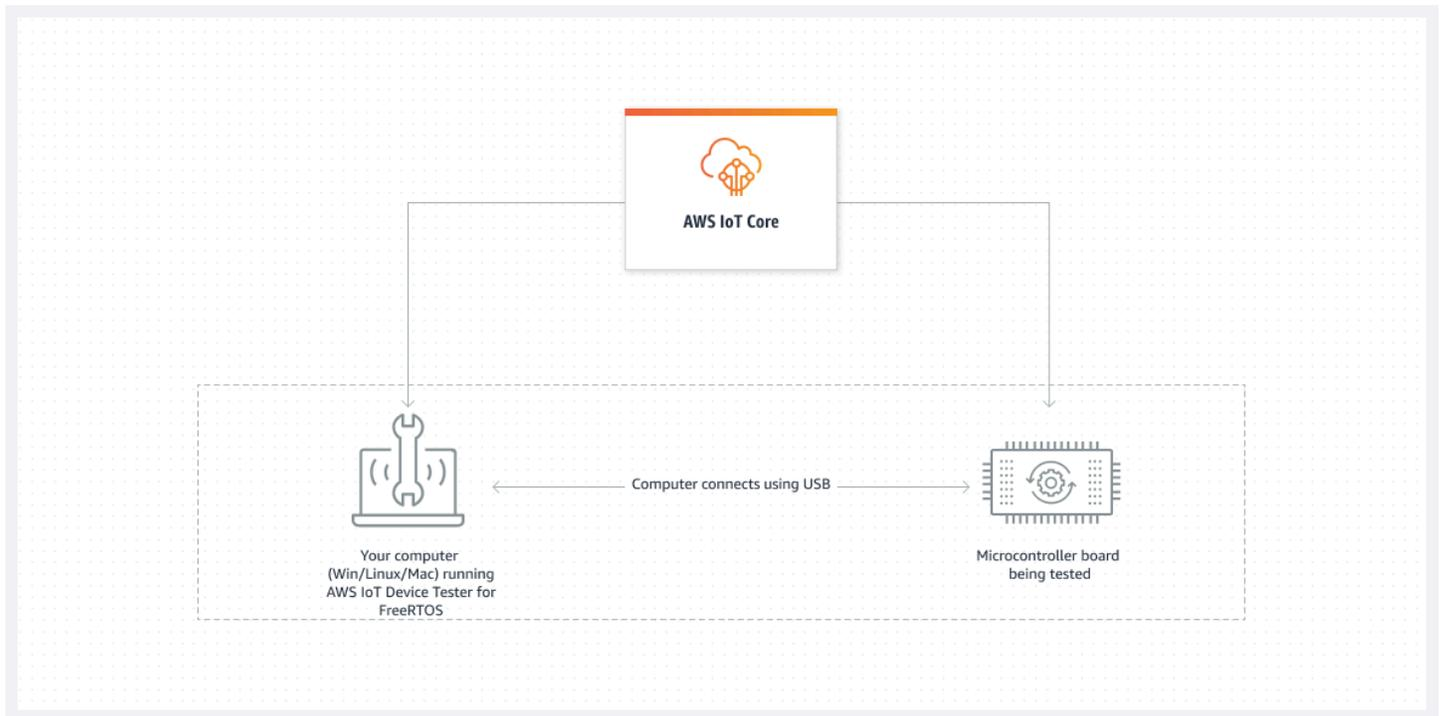 AWS IoT Core
Computer connects using USB
Your computer
(Win/Linux/Mac) running
AWS IoT Device Tester for
FreeRTOS
Microcontroller board
being tested